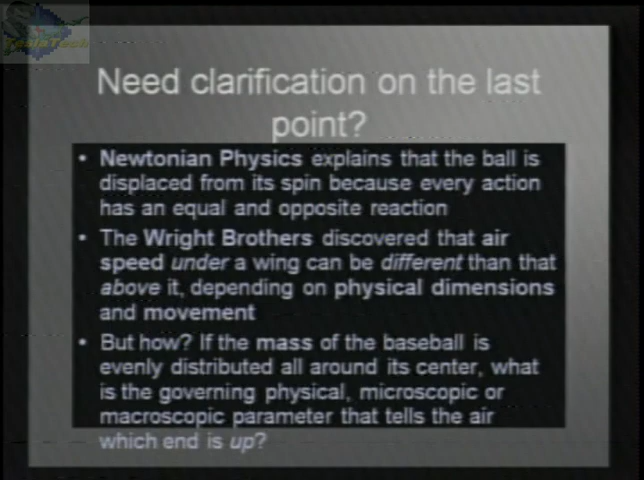 TeslaTech
Need clarification on the last
point?
• Newtonian Physics explains that the ball is
displaced from its spin because every action
has an equal and opposite reaction
• The Wright Brothers discovered that air
speed under a wing can be different than that
above it, depending on physical dimensions
and movement
• But how? If the mass of the baseball is
evenly distributed all around its center, what
is the governing physical, microscopic or
macroscopic parameter that tells the air
which end is up?